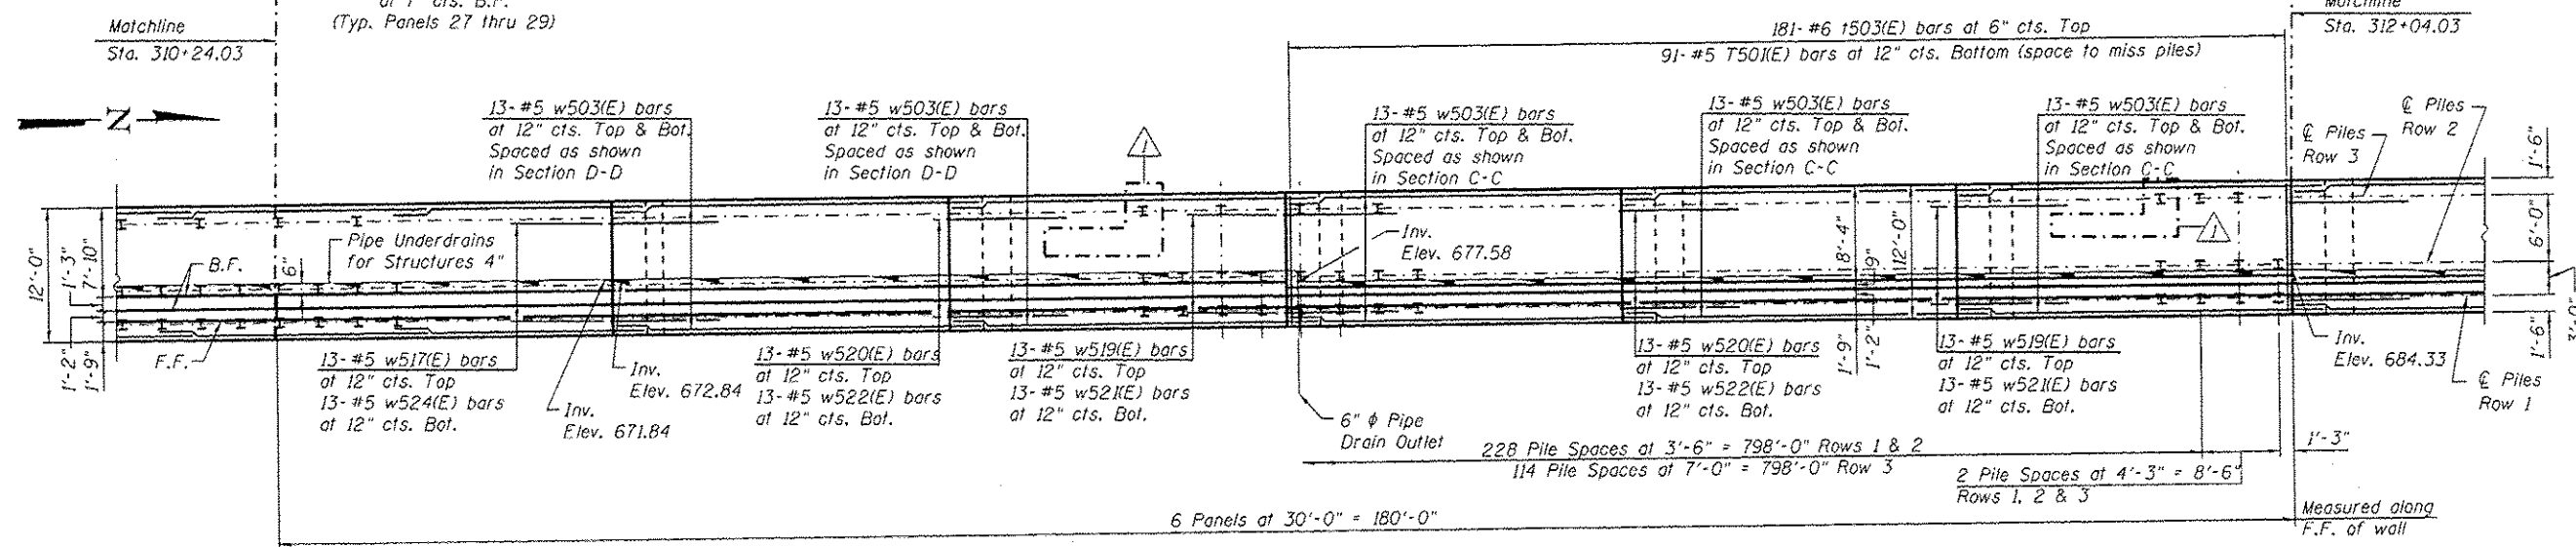 at 1" cts. B.F.
(Typ. Panels 27 thru 29)
Matchline
Sta. 310+24.03
Matchline
Sta. 312+04.03
181- #6 t503(E) bars at 6" cts. Top
91- #5 T501(E) bars at 12" cts. Bottom (space to miss piles)
N
13- #5 w503(E) bars
at 12" cts. Top & Bot.
Spaced as shown
in Section D-D
13- #5 w503(E) bars
at 12" cts. Top & Bot.
Spaced as shown
in Section D-D
1
13- #5 w503(E) bars
at 12" cts. Top & Bot.
Spaced as shown
in Section C-C
13- #5 w503(E) bars
at 12" cts. Top & Bot.
Spaced as shown
in Section C-C
13- #5 w503(E) bars
at 12" cts. Top & Bot.
Spaced as shown
in Section C-C
℄ Piles
Row 3
℄ Piles
Row 2
1'-6"
6'-0"
3'-0"
1'-6"
12'-0"
1'-3"
7'-10"
1'-2"
1'-9"
B.F.
F.F.
6"
Pipe Underdrains
for Structures 4"
Inv.
Elev. 677.58
8'-4"
9"
12'-0"
1'-9"
1'-2"
1
13- #5 w517(E) bars
at 12" cts. Top
13- #5 w524(E) bars
at 12" cts. Bot.
Inv.
Elev. 671.84
Inv.
Elev. 672.84
13- #5 w520(E) bars
at 12" cts. Top
13- #5 w522(E) bars
at 12" cts. Bot.
13- #5 w519(E) bars
at 12" cts. Top
13- #5 w521(E) bars
at 12" cts. Bot.
6" ϕ Pipe
Drain Outlet
13- #5 w520(E) bars
at 12" cts. Top
13- #5 w522(E) bars
at 12" cts. Bot.
13- #5 w519(E) bars
at 12" cts. Top
13- #5 w521(E) bars
at 12" cts. Bot.
Inv.
Elev. 684.33
℄ Piles
Row 1
228 Pile Spaces at 3'-6" = 798'-0" Rows 1 & 2
114 Pile Spaces at 7'-0" = 798'-0" Row 3
2 Pile Spaces at 4'-3" = 8'-6"
Rows 1, 2 & 3
1'-3"
6 Panels at 30'-0" = 180'-0"
Measured along
F.F. of wall